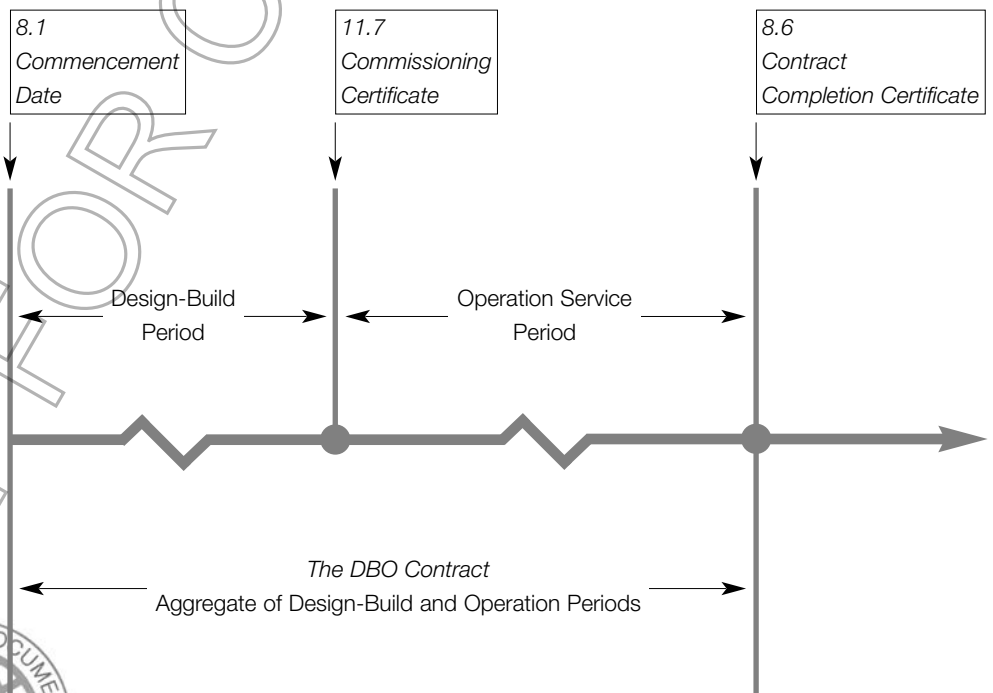 8.1
Commencement
Date
11.7
Commissioning
Certificate
8.6
Contract
Completion Certificate
Design-Build
Period
Operation Service
Period
The DBO Contract
Aggregate of Design-Build and Operation Periods
FOR